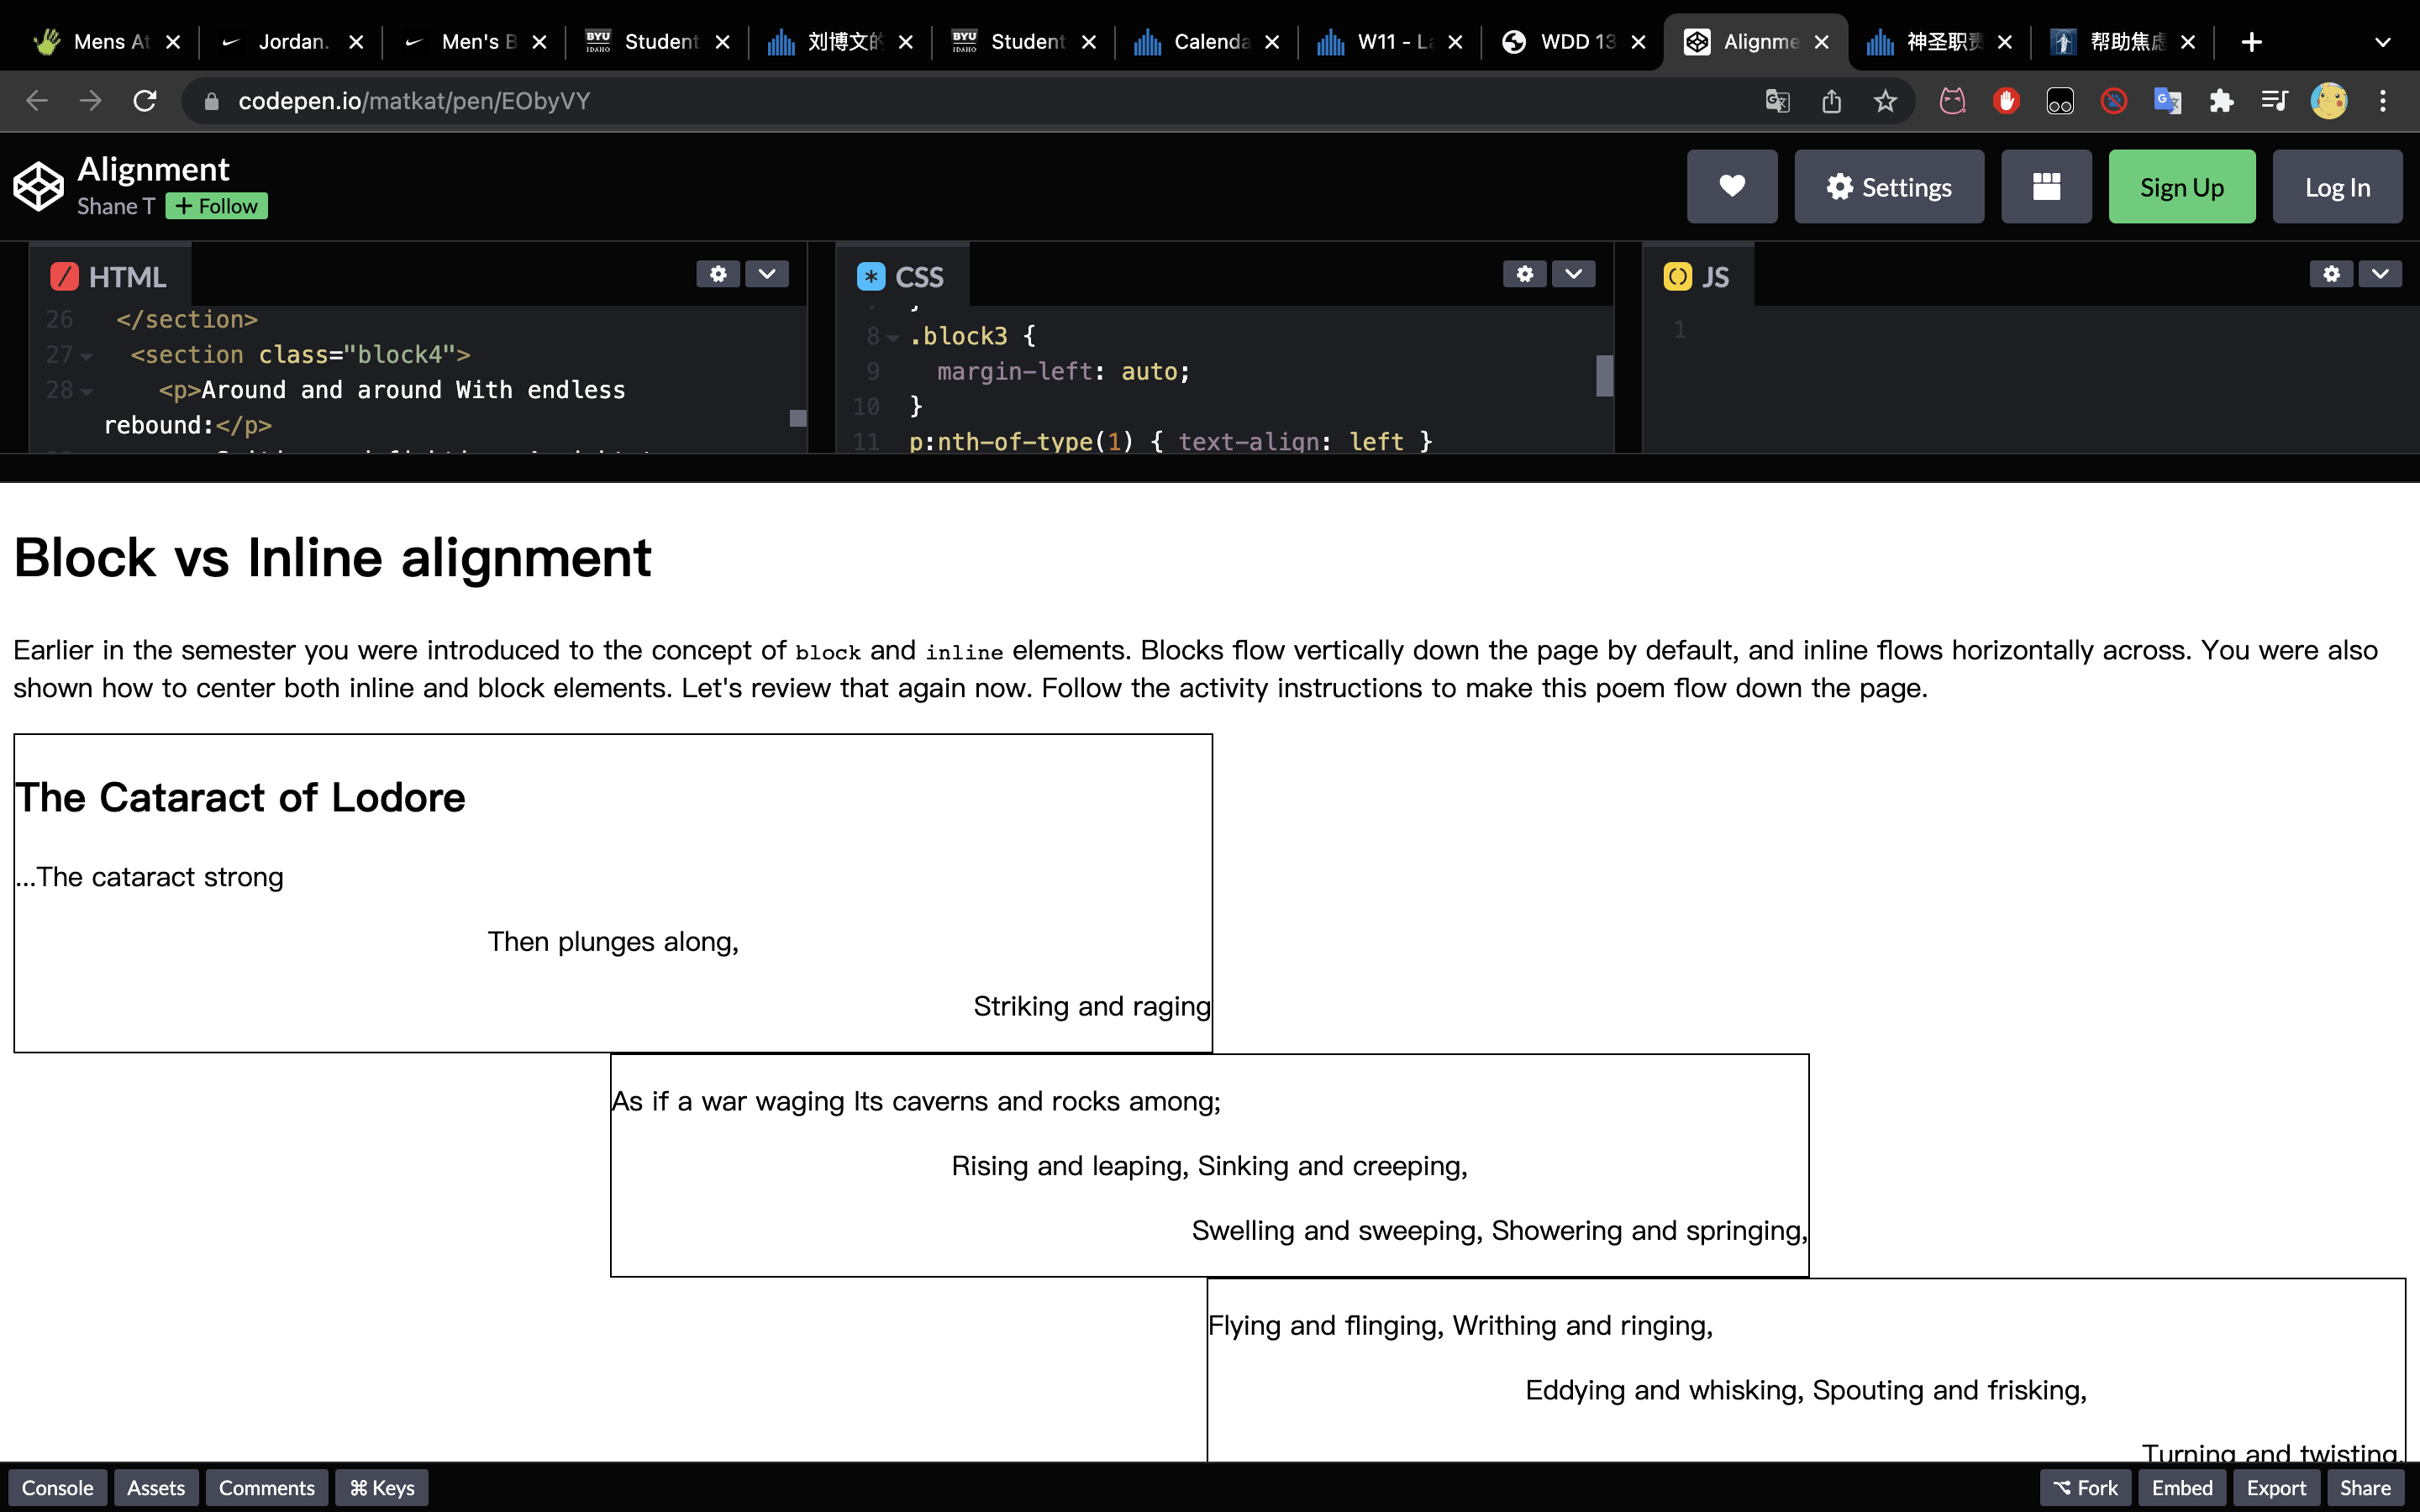 Mens At
Jordan.
Men's B
BYU IDAHO Student
刘博文的
BYU IDAHO Student
Calenda
W11 - La
WDD 13
Alignme
神圣职责
帮助焦虑
codepen.io/matkat/pen/EObyVY
Alignment
Shane T + Follow
Settings
Sign Up
Log In
HTML
CSS
JS
26 </section>
27 <section class="block4">
28 <p>Around and around With endless
rebound:</p>
8 .block3 {
9 margin-left: auto;
10 }
11 p:nth-of-type(1) { text-align: left }
1
Block vs Inline alignment
Earlier in the semester you were introduced to the concept of block and inline elements. Blocks flow vertically down the page by default, and inline flows horizontally across. You were also
shown how to center both inline and block elements. Let's review that again now. Follow the activity instructions to make this poem flow down the page.
The Cataract of Lodore
...The cataract strong
Then plunges along,
Striking and raging
As if a war waging Its caverns and rocks among;
Rising and leaping, Sinking and creeping,
Swelling and sweeping, Showering and springing,
Flying and flinging, Writhing and ringing,
Eddying and whisking, Spouting and frisking,
Turning and twisting,
Console
Assets
Comments
⌘ Keys
Fork
Embed
Export
Share